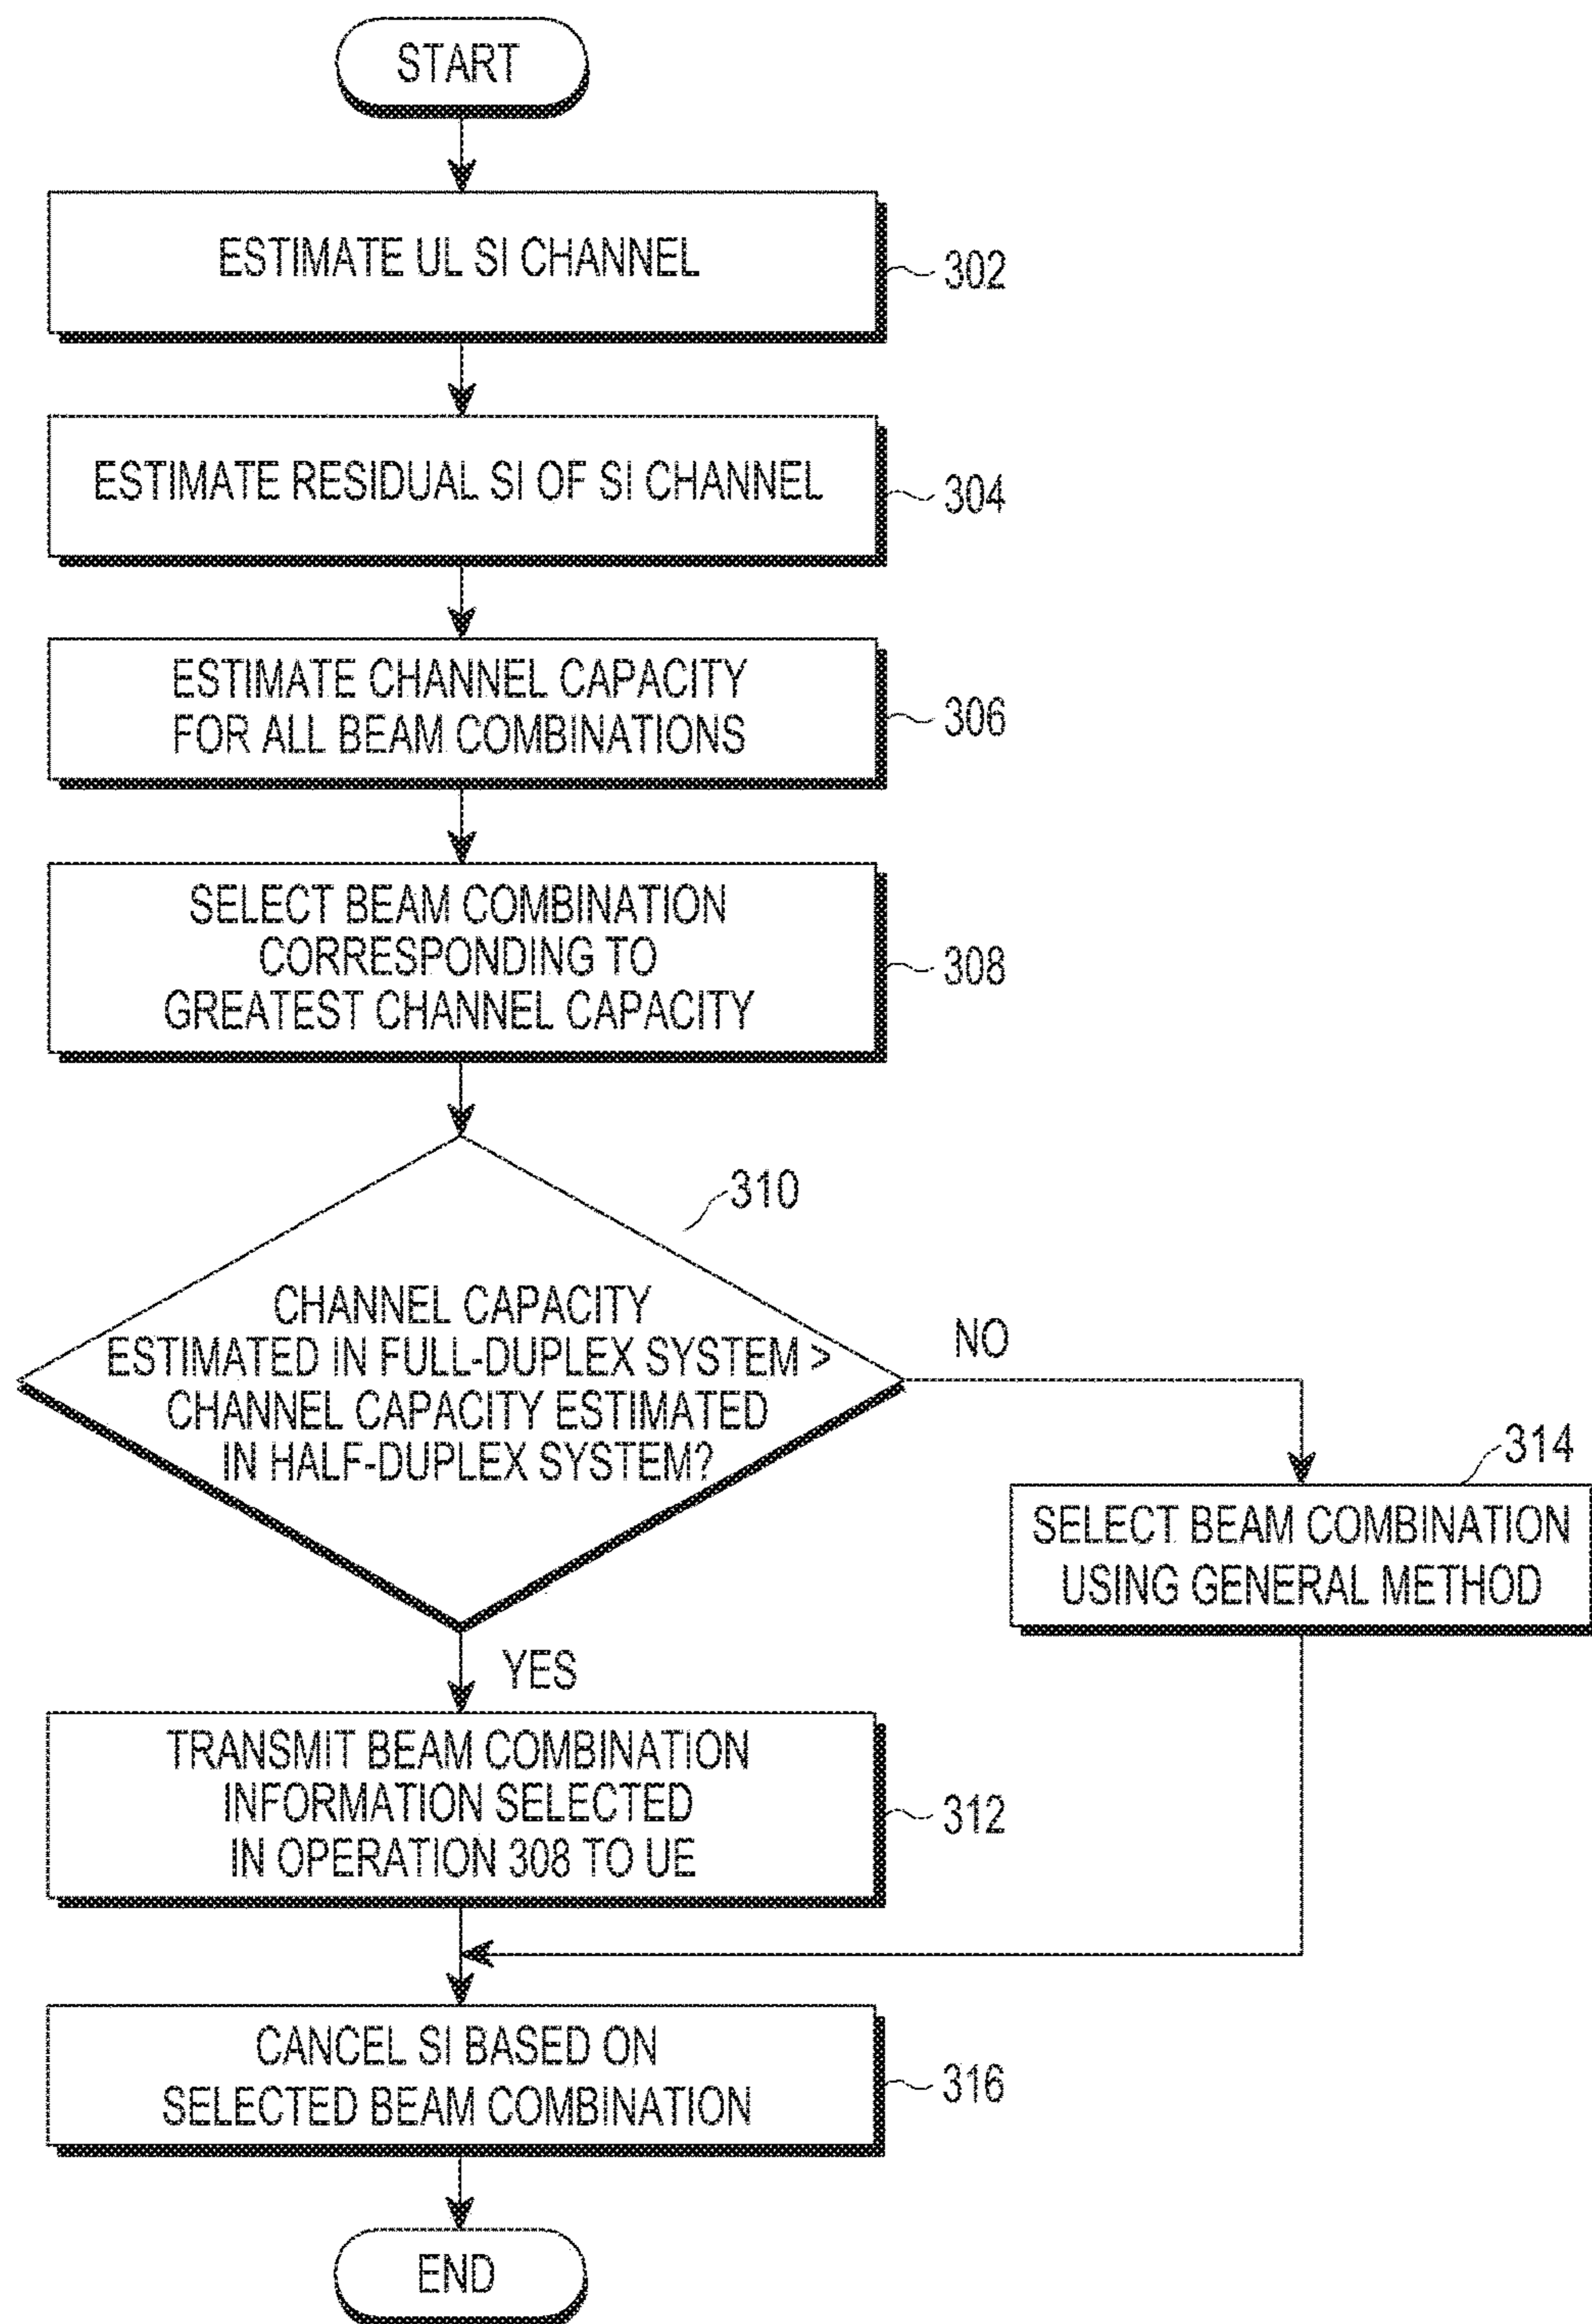 START
ESTIMATE UL SI CHANNEL
302
ESTIMATE RESIDUAL SI OF SI CHANNEL
304
ESTIMATE CHANNEL CAPACITY
FOR ALL BEAM COMBINATIONS
306
SELECT BEAM COMBINATION
CORRESPONDING TO
GREATEST CHANNEL CAPACITY
308
310
CHANNEL CAPACITY
ESTIMATED IN FULL-DUPLEX SYSTEM >
CHANNEL CAPACITY ESTIMATED
IN HALF-DUPLEX SYSTEM?
NO
314
SELECT BEAM COMBINATION
USING GENERAL METHOD
YES
TRANSMIT BEAM COMBINATION
INFORMATION SELECTED
IN OPERATION 308 TO UE
312
CANCEL SI BASED ON
SELECTED BEAM COMBINATION
316
END